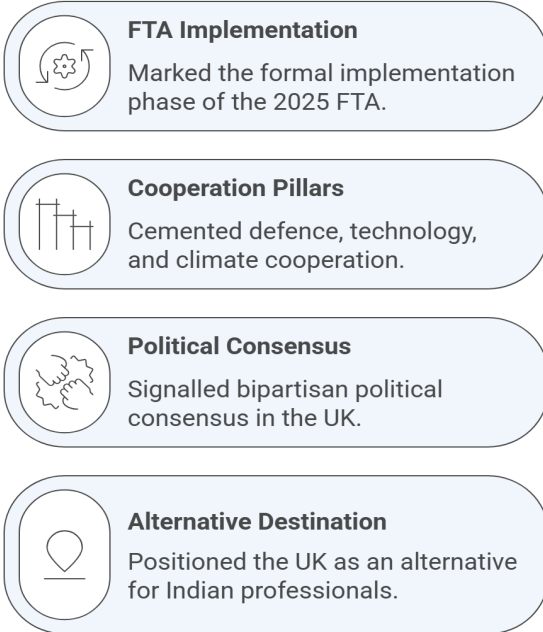 FTA Implementation
Marked the formal implementation
phase of the 2025 FTA.
Cooperation Pillars
Cemented defence, technology,
and climate cooperation.
Political Consensus
Signalled bipartisan political
consensus in the UK.
Alternative Destination
Positioned the UK as an alternative
for Indian professionals.